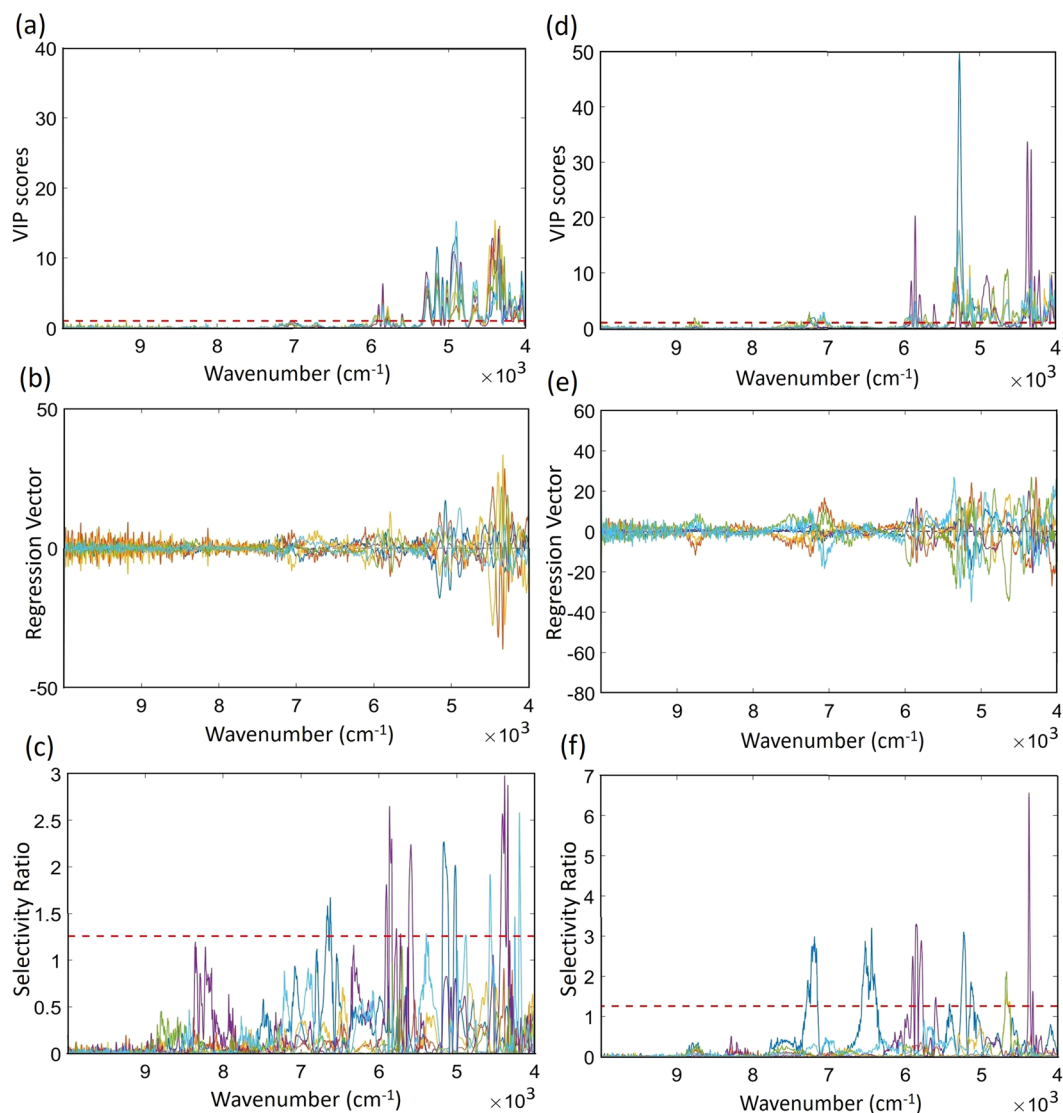 (a)
40
30
20
10
0
VIP scores
9 8 7 6 5 4
Wavenumber (cm⁻¹) ×10³
(d)
50
40
30
20
10
0
VIP scores
9 8 7 6 5 4
Wavenumber (cm⁻¹) ×10³
(b)
50
0
-50
Regression Vector
9 8 7 6 5 4
Wavenumber (cm⁻¹) ×10³
(e)
60
40
20
0
-20
-40
-60
-80
Regression Vector
9 8 7 6 5 4
Wavenumber (cm⁻¹) ×10³
(c)
3
2.5
2
1.5
1
0.5
0
Selectivity Ratio
9 8 7 6 5 4
Wavenumber (cm⁻¹) ×10³
(f)
7
6
5
4
3
2
1
0
Selectivity Ratio
9 8 7 6 5 4
Wavenumber (cm⁻¹) ×10³